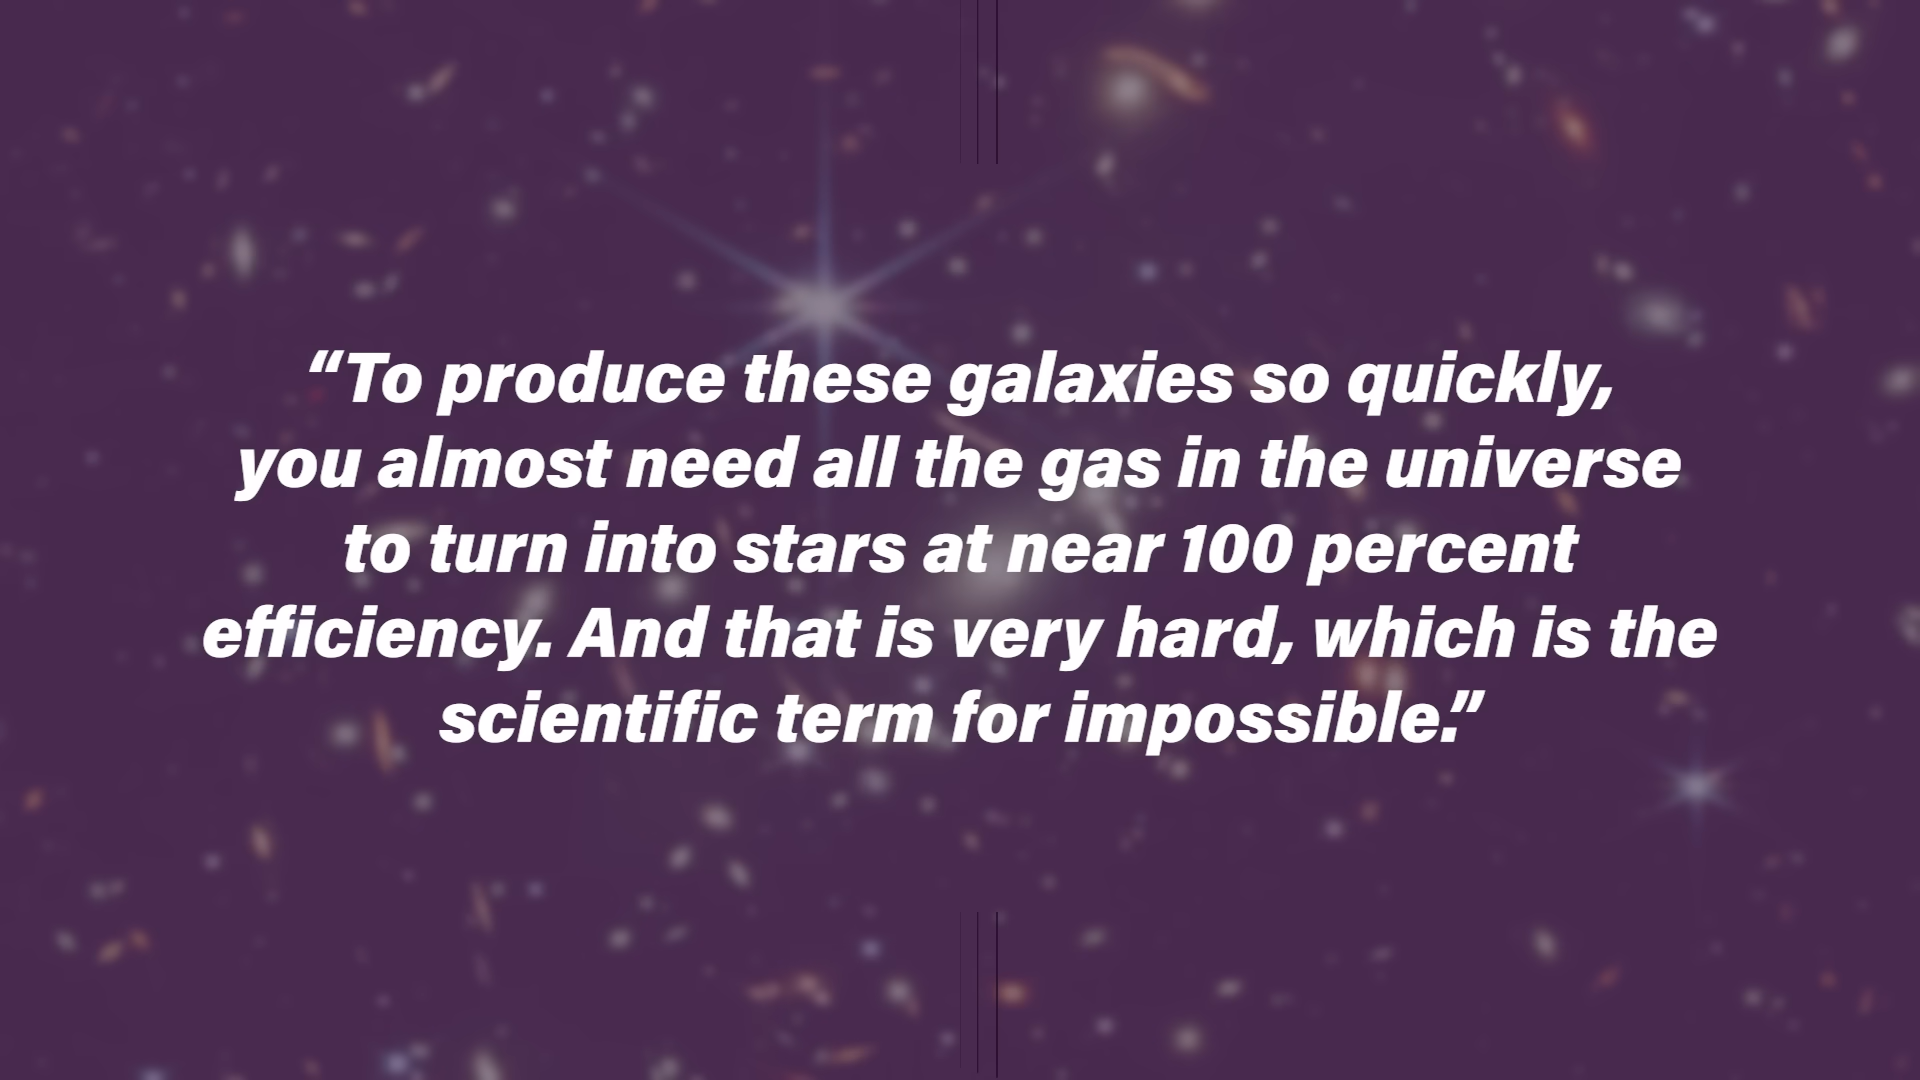 “To produce these galaxies so quickly,
you almost need all the gas in the universe
to turn into stars at near 100 percent
efficiency. And that is very hard, which is the
scientific term for impossible.”